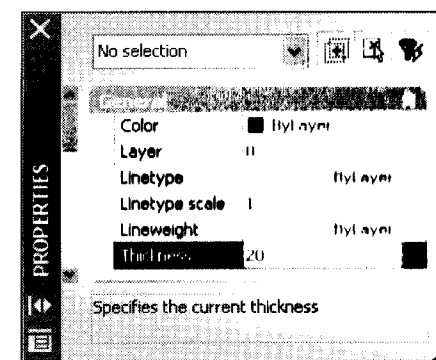 No selection
General
Color ByLayer
Layer 0
Linetype ByLayer
Linetype scale 1
Lineweight ByLayer
Thickness 20
Specifies the current thickness
PROPERTIES